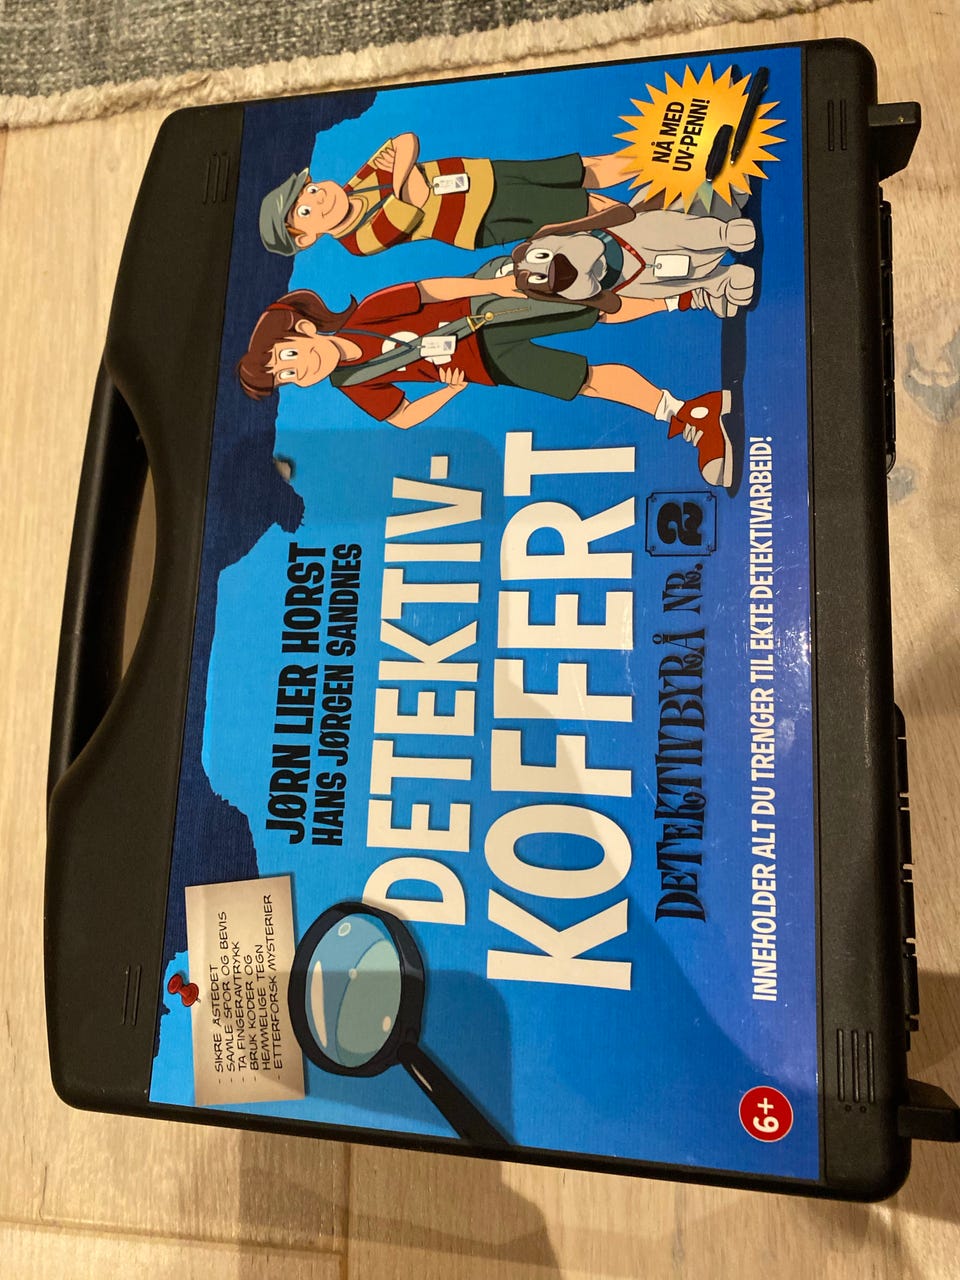 NÅ MED
UV-PENN!
- SIKRE ÅSTEDET
- SAMLE SPOR OG BEVIS
- TA FINGERAVTRYKK
- BRUK KODER OG
HEMMELIGE TEGN
- ETTERFORSK MYSTERIER
JØRN LIER HORST
HANS JØRGEN SANDNES
DETEKTIV-
KOFFERT
DETEKTIVBYRÅ NR. 2
INNEHOLDER ALT DU TRENGER TIL EKTE DETEKTIVARBEID!
6+